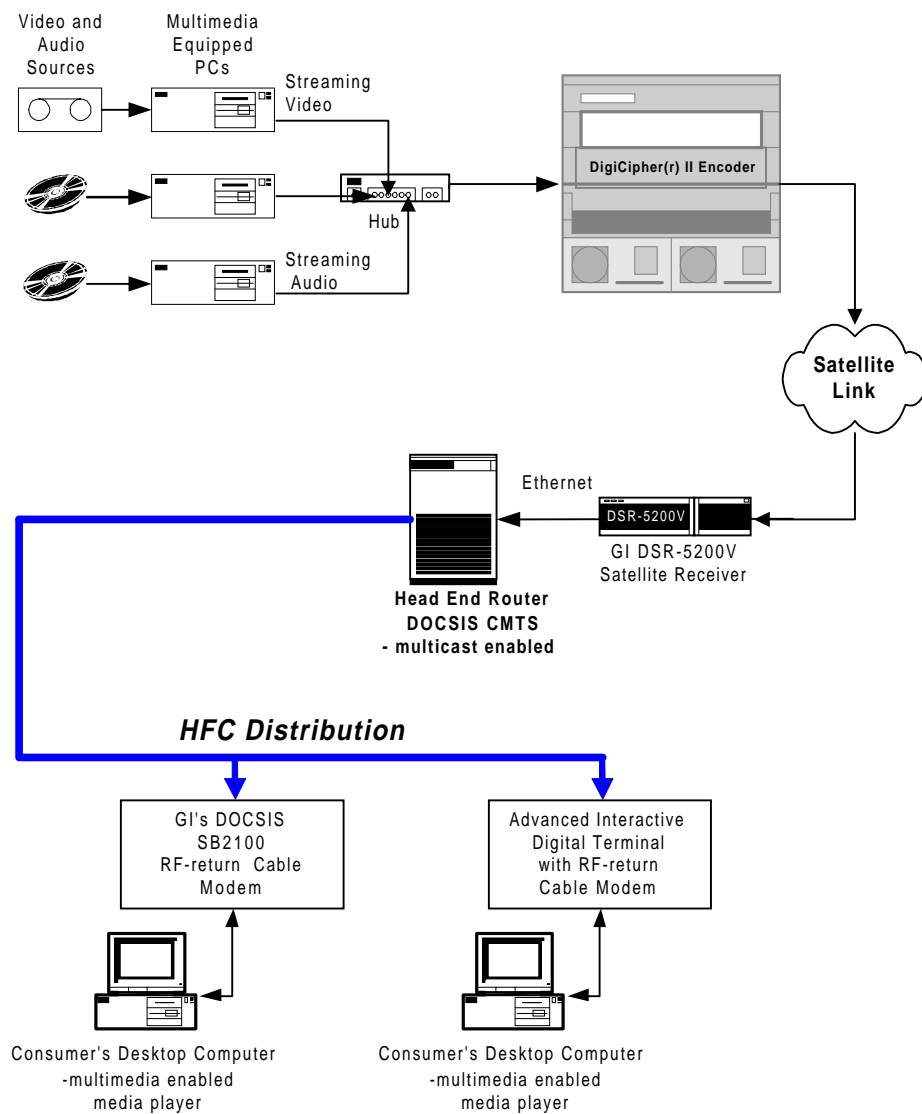 Video and
Audio
Sources
Multimedia
Equipped
PCs
Streaming
Video
Hub
Streaming
Audio
DigiCipher(r) II Encoder
Satellite
Link
Ethernet
DSR-5200V
GI DSR-5200V
Satellite Receiver
Head End Router
DOCSIS CMTS
- multicast enabled
HFC Distribution
GI's DOCSIS
SB2100
RF-return Cable
Modem
Advanced Interactive
Digital Terminal
with RF-return
Cable Modem
Consumer's Desktop Computer
-multimedia enabled
media player
Consumer's Desktop Computer
-multimedia enabled
media player